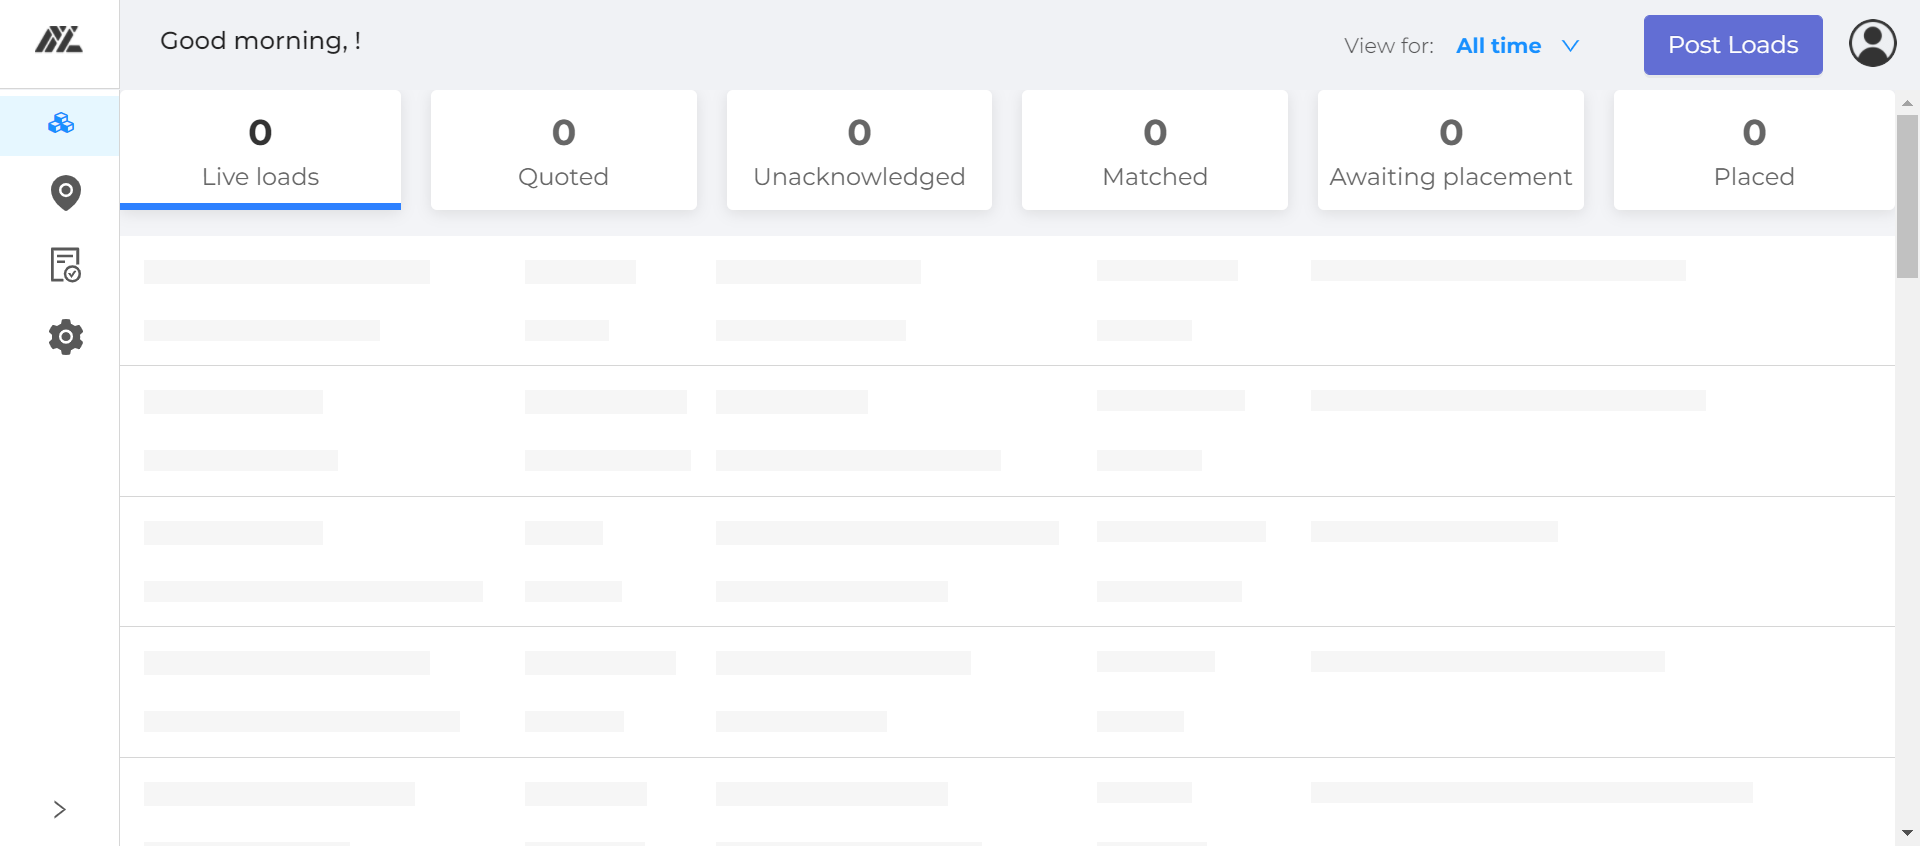 Good morning, !
View for: All time
Post Loads
0
Live loads
0
Quoted
0
Unacknowledged
0
Matched
0
Awaiting placement
0
Placed